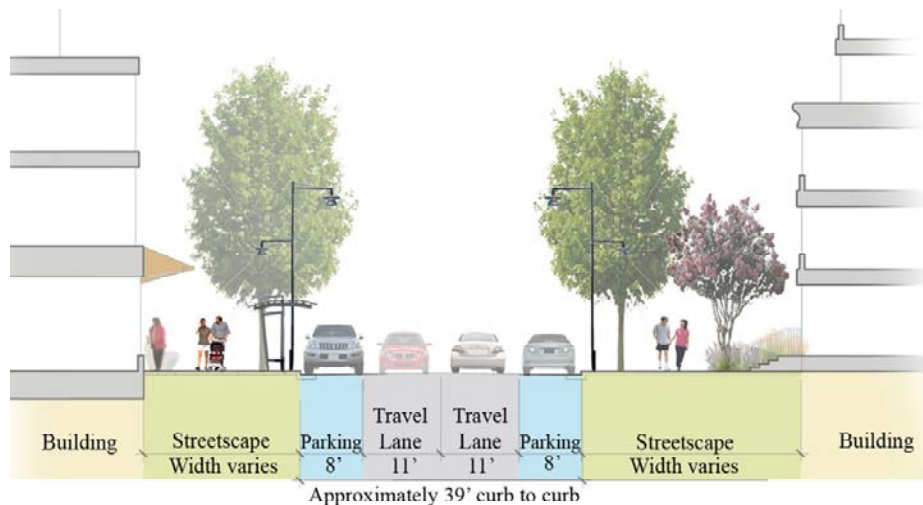 Building
Streetscape
Width varies
Parking
8’
Travel
Lane
11’
Travel
Lane
11’
Parking
8’
Streetscape
Width varies
Building
Approximately 39’ curb to curb